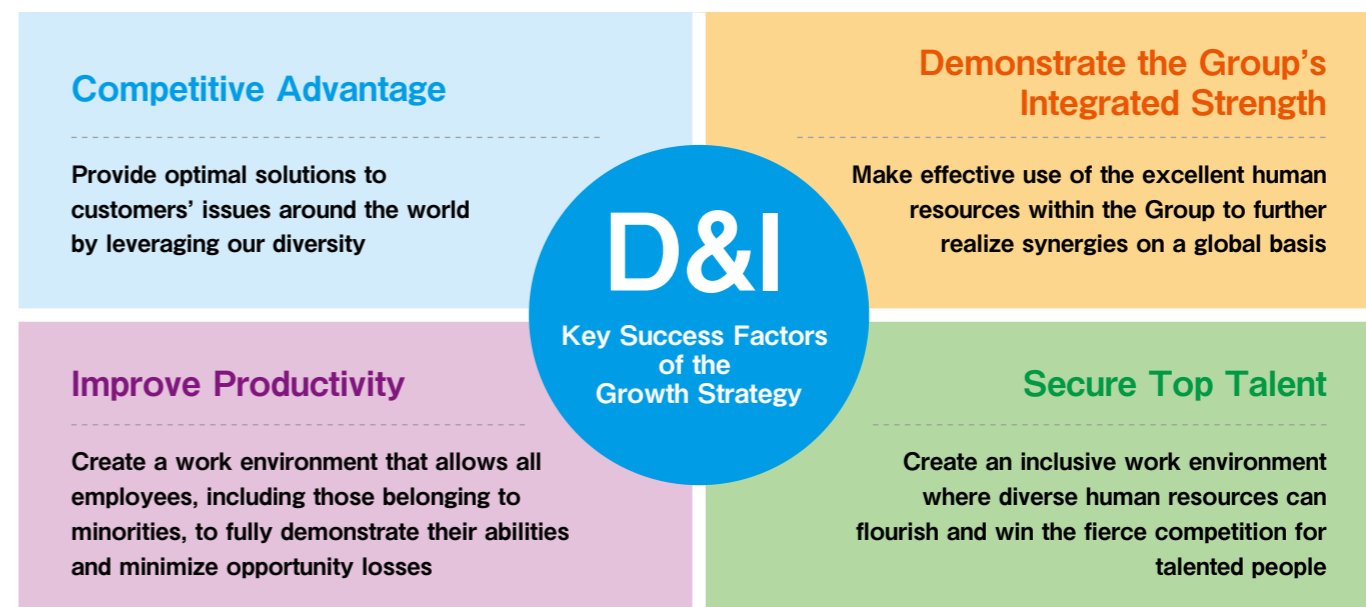 Competitive Advantage
Provide optimal solutions to
customers’ issues around the world
by leveraging our diversity
Demonstrate the Group’s
Integrated Strength
Make effective use of the excellent human
resources within the Group to further
realize synergies on a global basis
D&I
Key Success Factors
of the
Growth Strategy
Improve Productivity
Create a work environment that allows all
employees, including those belonging to
minorities, to fully demonstrate their abilities
and minimize opportunity losses
Secure Top Talent
Create an inclusive work environment
where diverse human resources can
flourish and win the fierce competition for
talented people